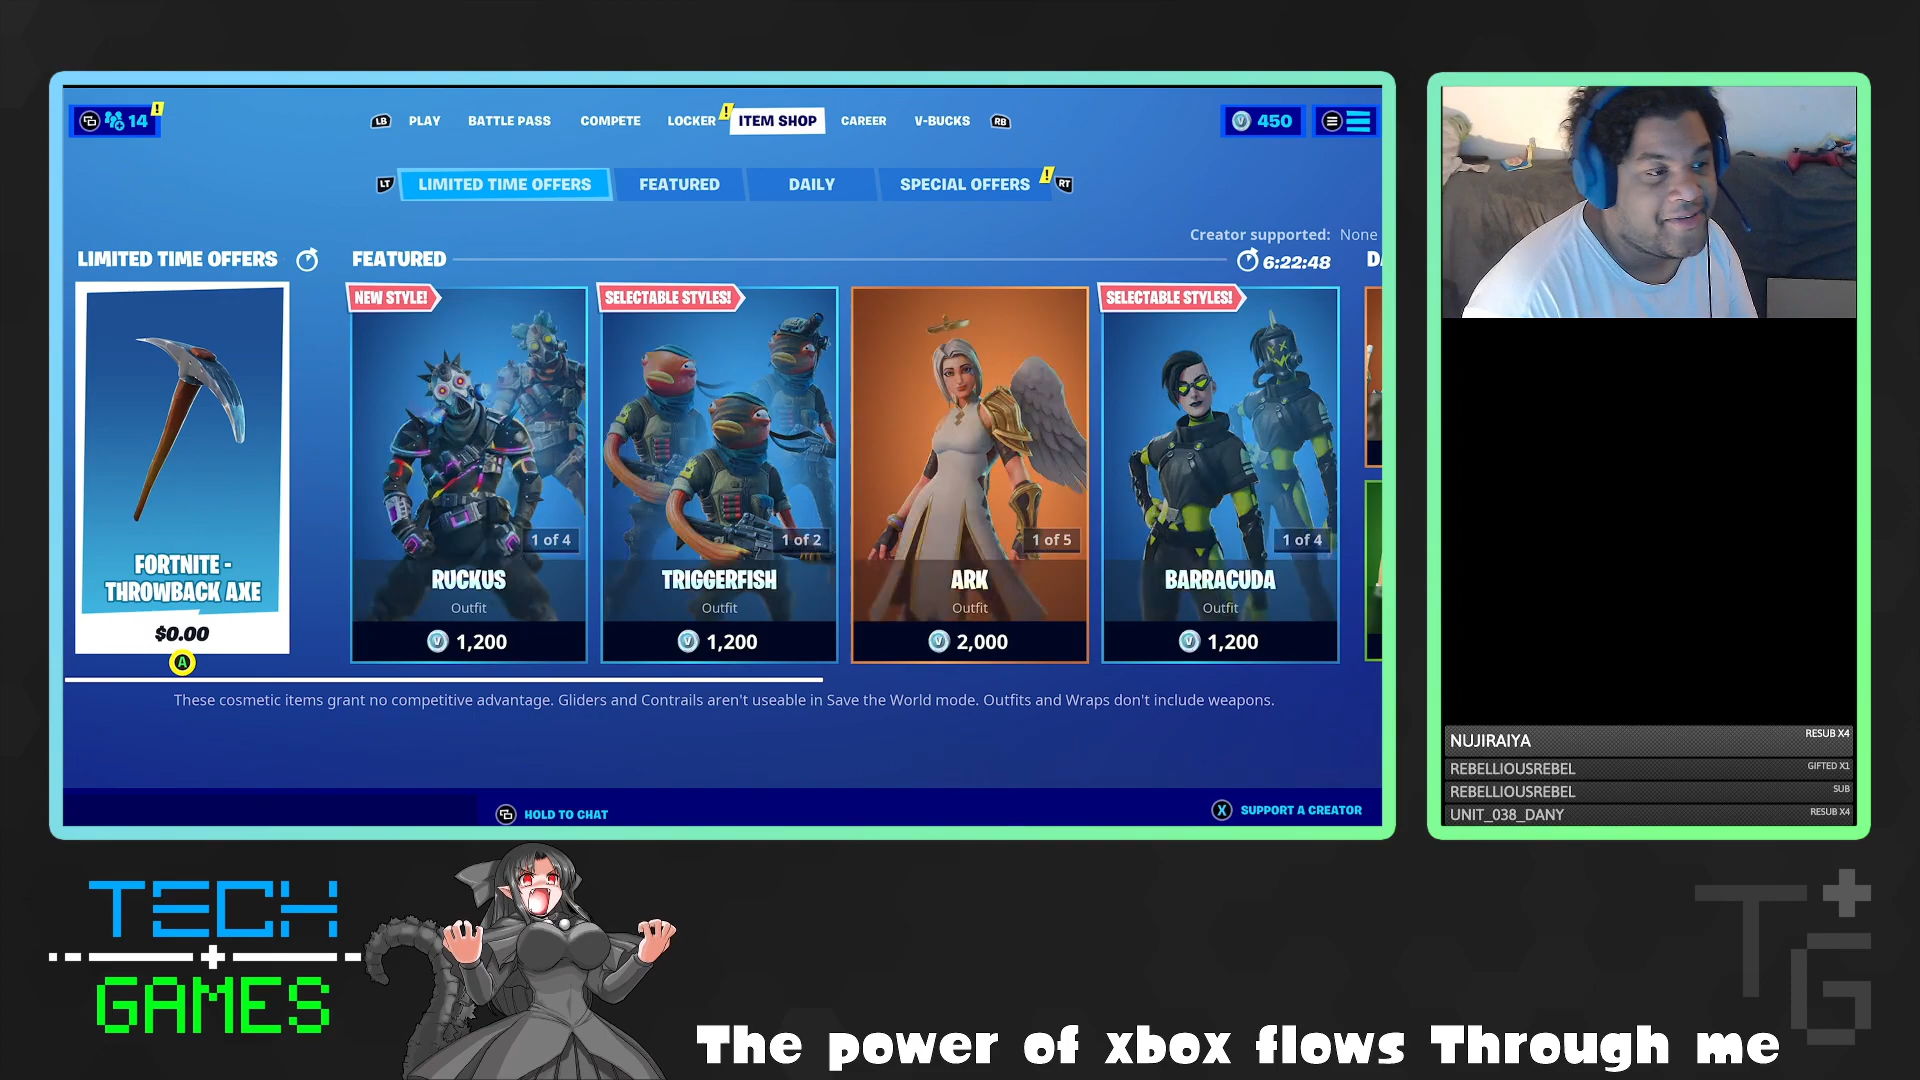 14
LB PLAY BATTLE PASS COMPETE LOCKER ! ITEM SHOP CAREER V-BUCKS RB
450
LT LIMITED TIME OFFERS FEATURED DAILY SPECIAL OFFERS ! RT
Creator supported: None
LIMITED TIME OFFERS
FEATURED
6:22:48
FORTNITE -
THROWBACK AXE
$0.00
A
NEW STYLE!
1 of 4
RUCKUS
Outfit
1,200
SELECTABLE STYLES!
1 of 2
TRIGGERFISH
Outfit
1,200
1 of 5
ARK
Outfit
2,000
SELECTABLE STYLES!
1 of 4
BARRACUDA
Outfit
1,200
These cosmetic items grant no competitive advantage. Gliders and Contrails aren't useable in Save the World mode. Outfits and Wraps don't include weapons.
HOLD TO CHAT
X SUPPORT A CREATOR
NUJIRAIYA RESUB X4
REBELLIOUSREBEL GIFTED X1
REBELLIOUSREBEL SUB
UNIT_038_DANY RESUB X4
TECH
GAMES
TG
The power of xbox flows Through me